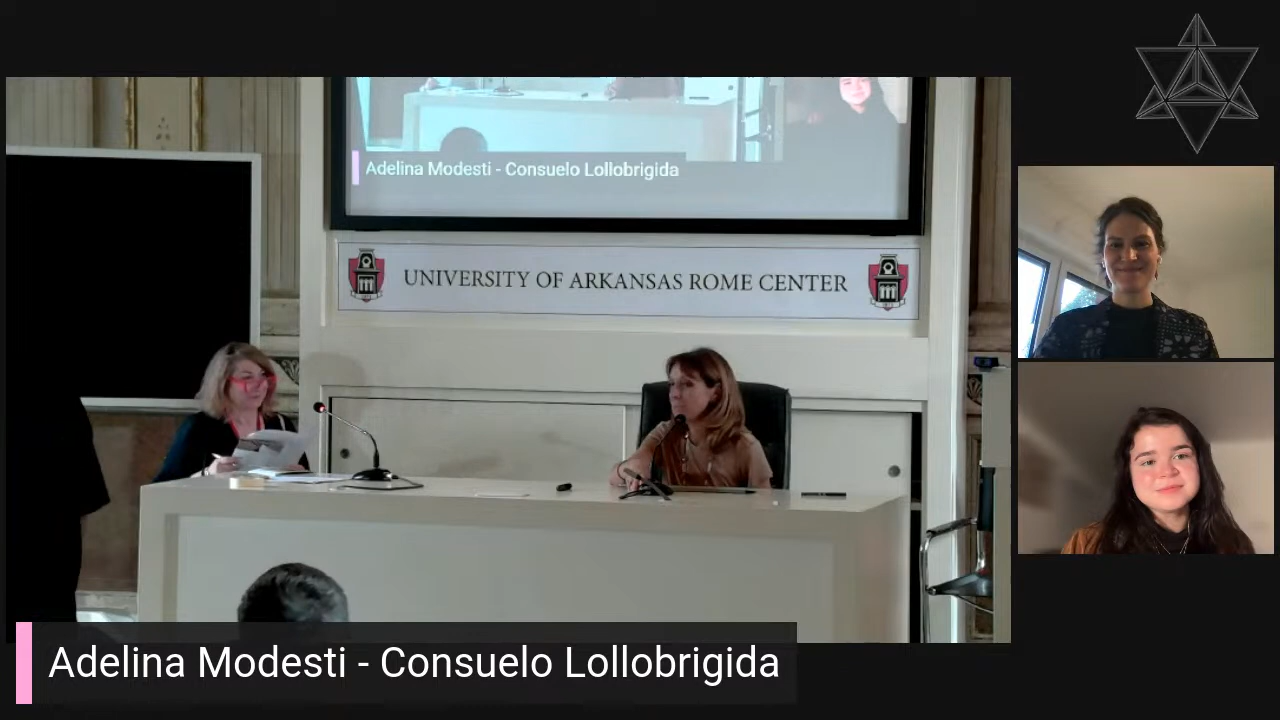 Adelina Modesti - Consuelo Lollobrigida
UNIVERSITY OF ARKANSAS ROME CENTER
Adelina Modesti - Consuelo Lollobrigida